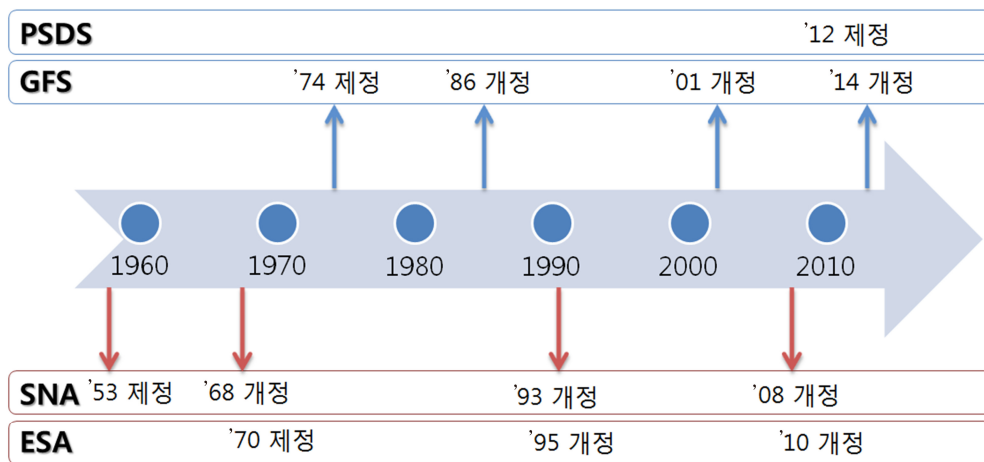 PSDS '12 제정
GFS '74 제정 '86 개정 '01 개정 '14 개정
1960 1970 1980 1990 2000 2010
SNA '53 제정 '68 개정 '93 개정 '08 개정
ESA '70 제정 '95 개정 '10 개정